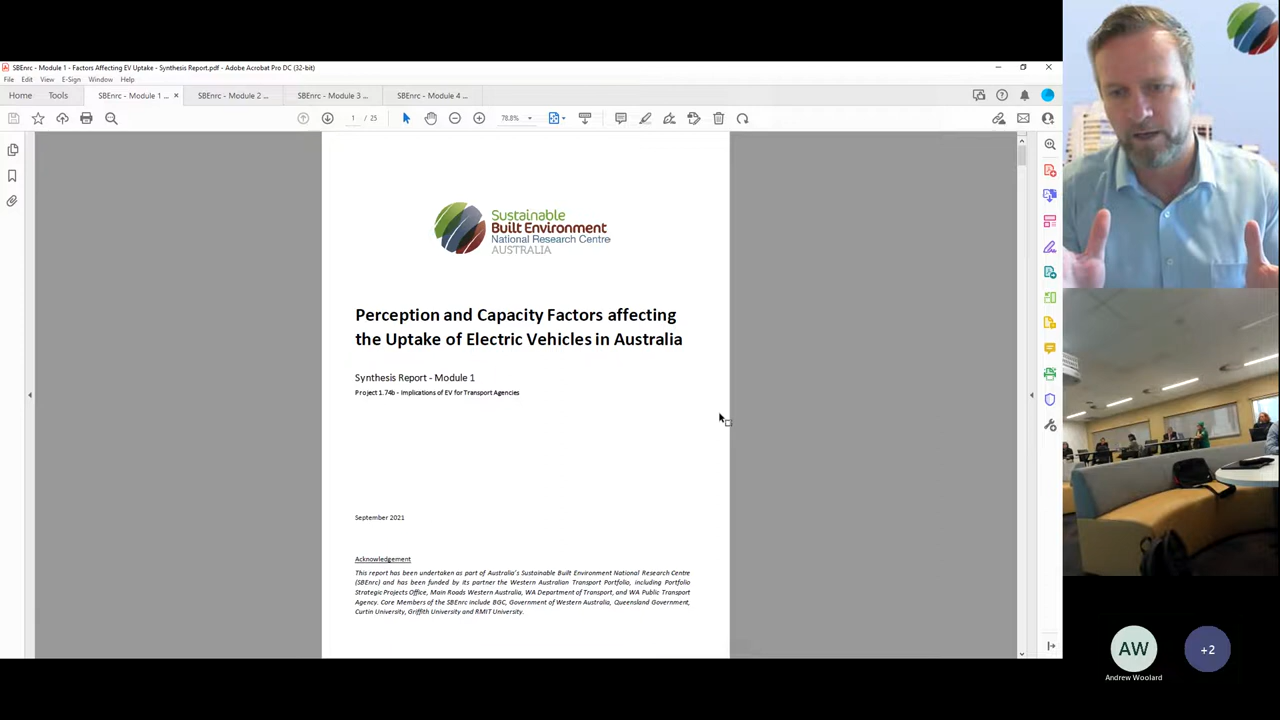 SBEnrc - Module 1 - Factors Affecting EV Uptake - Synthesis Report.pdf - Adobe Acrobat Pro DC (32-bit)
File Edit View E-Sign Window Help
Home Tools SBEnrc - Module 1 ... × SBEnrc - Module 2 ... SBEnrc - Module 3 ... SBEnrc - Module 4 ...
1 / 25 78.8%
Sustainable
Built Environment
National Research Centre
AUSTRALIA
Perception and Capacity Factors affecting
the Uptake of Electric Vehicles in Australia
Synthesis Report - Module 1
Project 1.74b - Implications of EV for Transport Agencies
September 2021
Acknowledgement
This report has been undertaken as part of Australia's Sustainable Built Environment National Research Centre
(SBEnrc) and has been funded by its partner the Western Australian Transport Portfolio, including Portfolio
Strategic Projects Office, Main Roads Western Australia, WA Department of Transport, and WA Public Transport
Agency. Core Members of the SBEnrc include BGC, Government of Western Australia, Queensland Government,
Curtin University, Griffith University and RMIT University.
AW
+2
Andrew Woolard